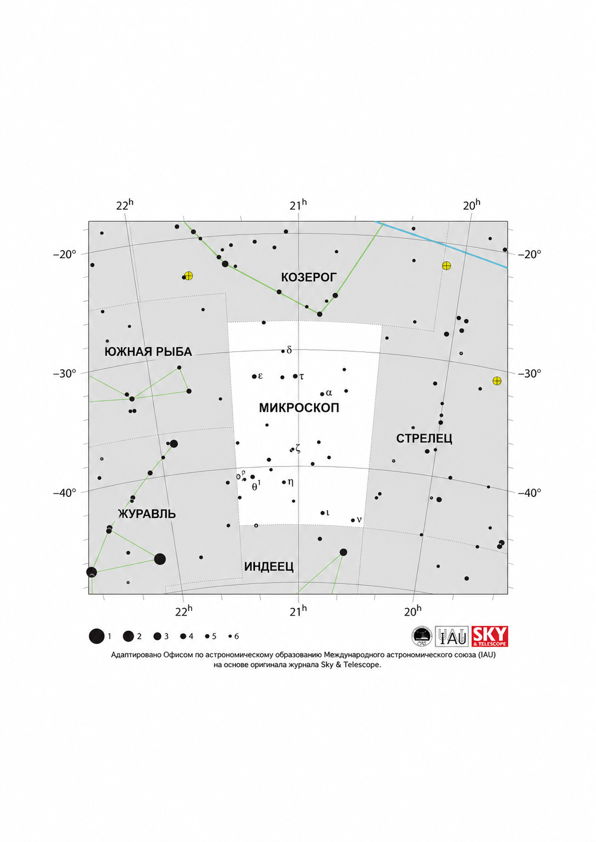 22h 21h 20h
–20° –20°
КОЗЕРОГ
δ
–30° ЮЖНАЯ РЫБА –30°
ε τ
α
МИКРОСКОП
СТРЕЛЕЦ
ζ
θ¹ η
–40° –40°
ЖУРАВЛЬ ι
ν
ИНДЕЕЦ
22h 21h 20h
1 2 3 4 5 6
IAU SKY
& TELESCOPE
Адаптировано Офисом по астрономическому образованию Международного астрономического союза (IAU)
на основе оригинала журнала Sky & Telescope.